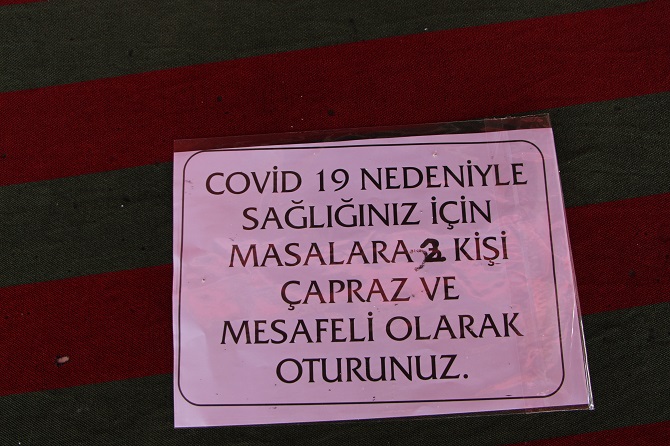 COVİD 19 NEDENİYLE
SAĞLIĞINIZ İÇİN
MASALARA 2 KİŞİ
ÇAPRAZ VE
MESAFELİ OLARAK
OTURUNUZ.